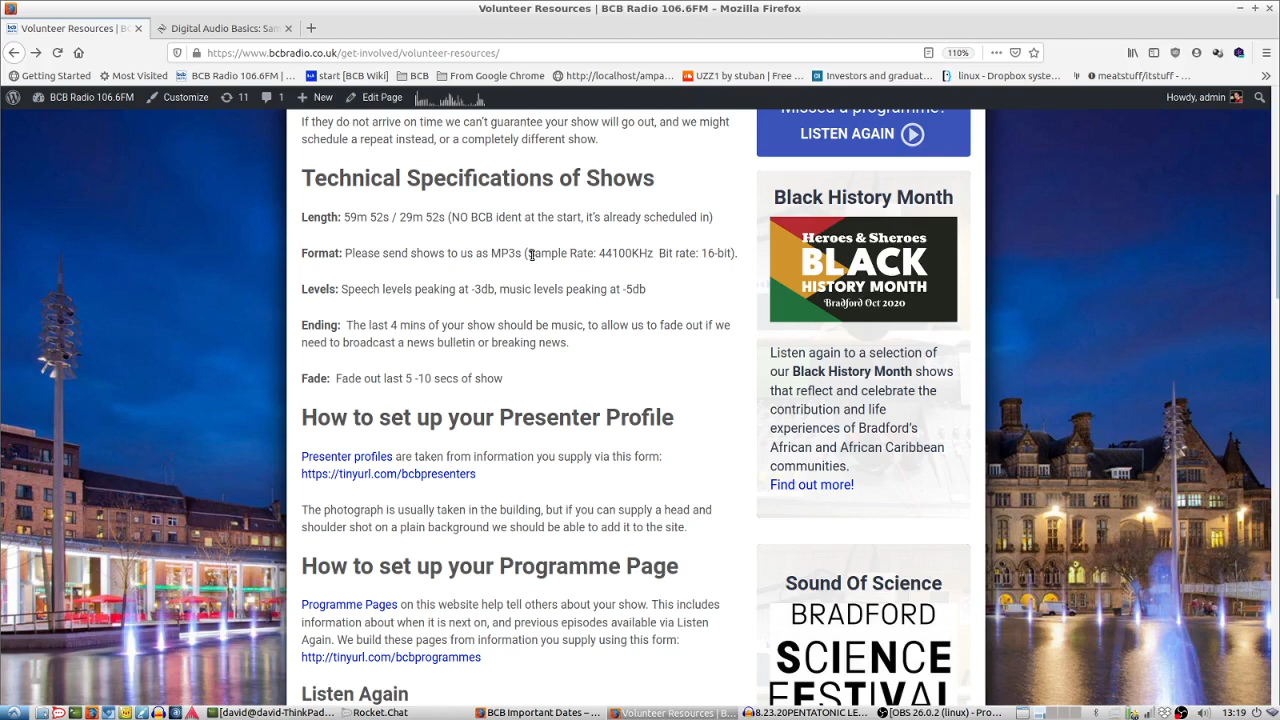 Volunteer Resources | BCB Radio 106.6FM - Mozilla Firefox
Volunteer Resources | BC
Digital Audio Basics: Sam
https://www.bcbradio.co.uk/get-involved/volunteer-resources/
110%
Getting Started
Most Visited
BCB Radio 106.6FM | ...
start [BCB Wiki]
BCB
From Google Chrome
http://localhost/ampa...
UZZ1 by stuban | Free ...
Investors and graduat...
linux - Dropbox syste...
meatstuff/itstuff - ...
BCB Radio 106.6FM
Customize
11
1
New
Edit Page
Howdy, admin
If they do not arrive on time we can't guarantee your show will go out, and we might
schedule a repeat instead, or a completely different show.
Technical Specifications of Shows
Length: 59m 52s / 29m 52s (NO BCB ident at the start, it's already scheduled in)
Format: Please send shows to us as MP3s (Sample Rate: 44100KHz Bit rate: 16-bit).
Levels: Speech levels peaking at -3db, music levels peaking at -5db
Ending: The last 4 mins of your show should be music, to allow us to fade out if we
need to broadcast a news bulletin or breaking news.
Fade: Fade out last 5 -10 secs of show
How to set up your Presenter Profile
Presenter profiles are taken from information you supply via this form:
https://tinyurl.com/bcbpresenters
The photograph is usually taken in the building, but if you can supply a head and
shoulder shot on a plain background we should be able to add it to the site.
How to set up your Programme Page
Programme Pages on this website help tell others about your show. This includes
information about when it is next on, and previous episodes available via Listen
Again. We build these pages from information you supply using this form:
http://tinyurl.com/bcbprogrammes
Listen Again
Missed a programme?
LISTEN AGAIN
Black History Month
Heroes & Sheroes
BLACK
HISTORY MONTH
Bradford Oct 2020
Listen again to a selection of
our Black History Month shows
that reflect and celebrate the
contribution and life
experiences of Bradford's
African and African Caribbean
communities.
Find out more!
Sound Of Science
BRADFORD
SCIENCE
FESTIVAL
[david@david-ThinkPad...
Rocket.Chat
BCB Important Dates - ...
Volunteer Resources | ...
8.23.20PENTATONIC LE...
[OBS 26.0.2 (linux) - Pro...
13:19